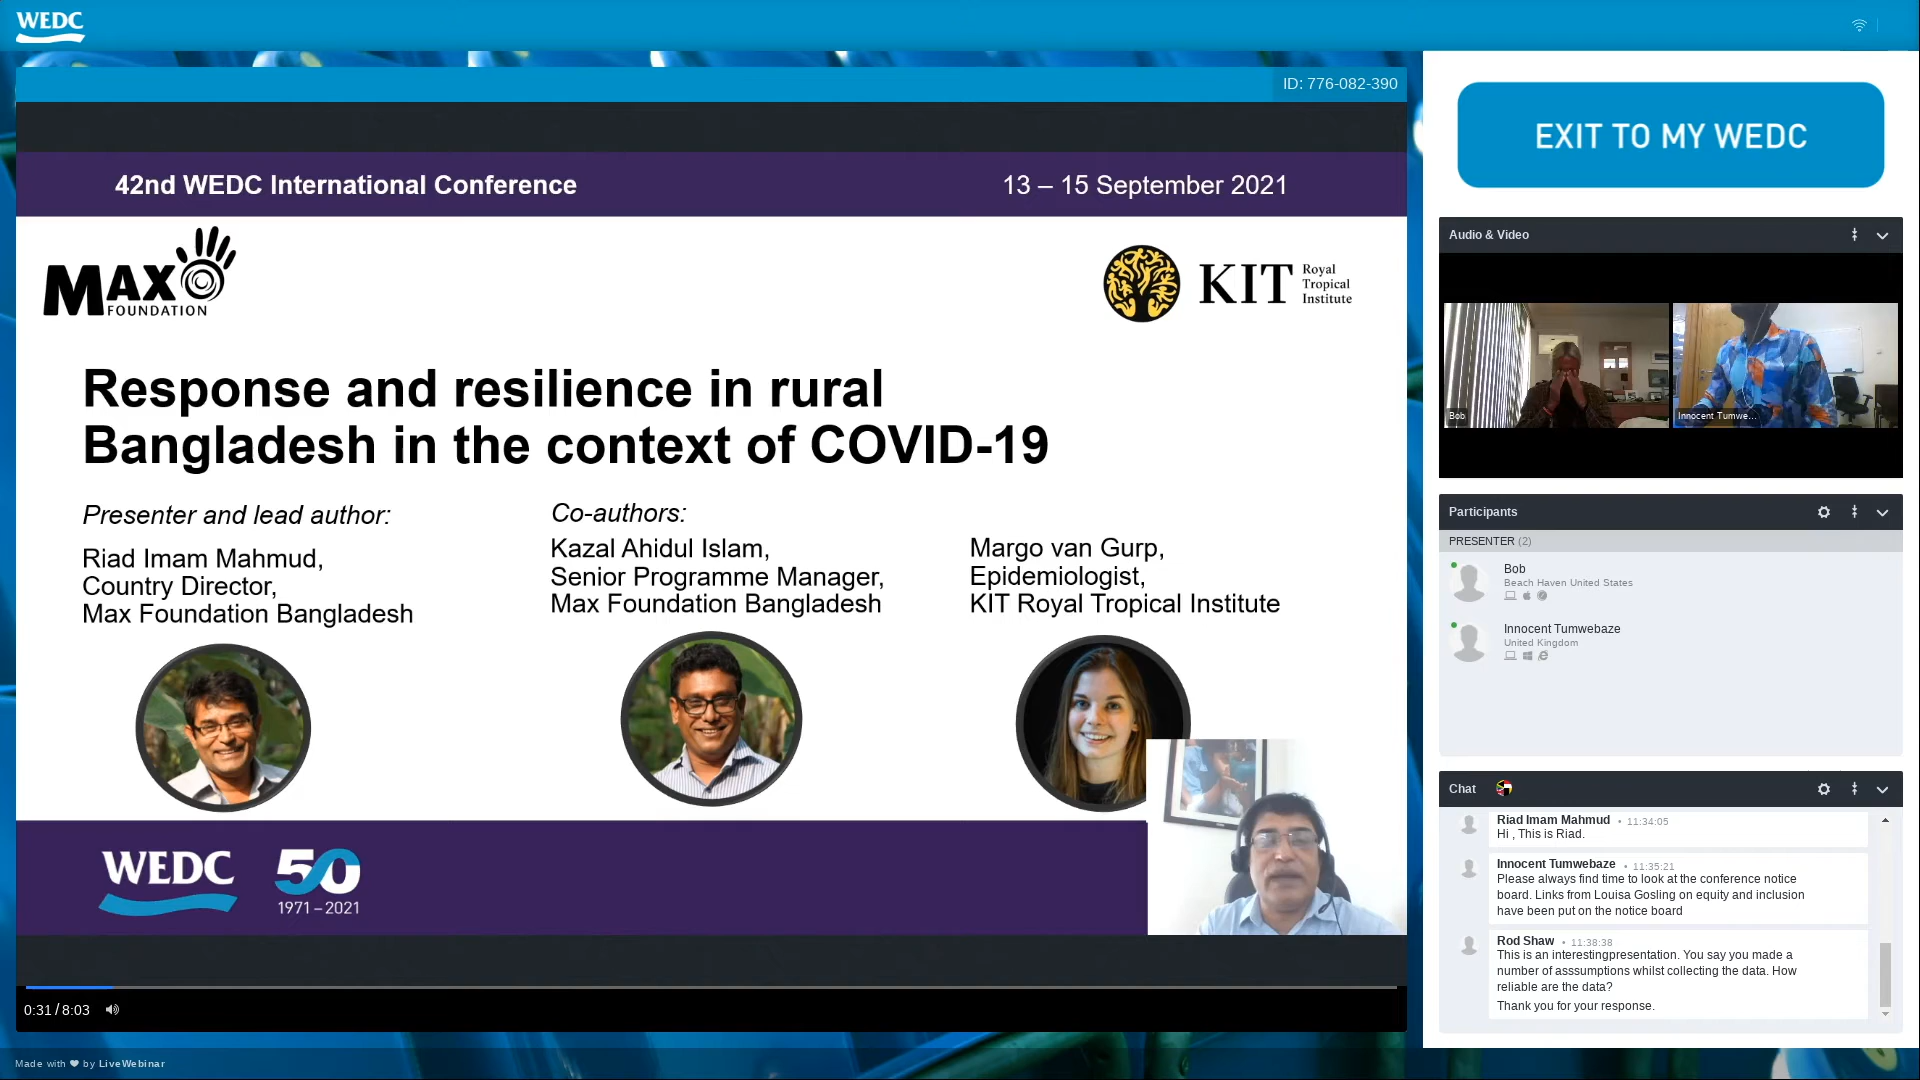 WEDC
ID: 776-082-390
42nd WEDC International Conference
13 – 15 September 2021
MAX
FOUNDATION
KIT
Royal
Tropical
Institute
Response and resilience in rural
Bangladesh in the context of COVID-19
Presenter and lead author:
Riad Imam Mahmud,
Country Director,
Max Foundation Bangladesh
Co-authors:
Kazal Ahidul Islam,
Senior Programme Manager,
Max Foundation Bangladesh
Margo van Gurp,
Epidemiologist,
KIT Royal Tropical Institute
WEDC
50
1971 – 2021
0:31 / 8:03
Made with ❤ by LiveWebinar
EXIT TO MY WEDC
Audio & Video
Bob
Innocent Tumwe...
Participants
PRESENTER (2)
Bob
Beach Haven United States
Innocent Tumwebaze
United Kingdom
Chat
Riad Imam Mahmud • 11:34:05
Hi , This is Riad.
Innocent Tumwebaze • 11:35:21
Please always find time to look at the conference notice
board. Links from Louisa Gosling on equity and inclusion
have been put on the notice board
Rod Shaw • 11:38:38
This is an interestingpresentation. You say you made a
number of asssumptions whilst collecting the data. How
reliable are the data?
Thank you for your response.